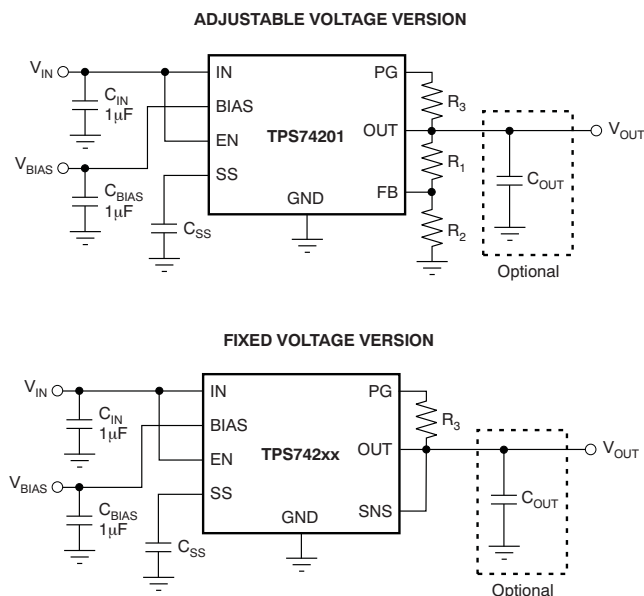 ADJUSTABLE VOLTAGE VERSION
V_IN
C_IN
1μF
IN
PG
R_3
BIAS
TPS74201
OUT
V_OUT
EN
R_1
V_BIAS
C_BIAS
1μF
SS
FB
C_OUT
GND
C_SS
R_2
Optional
FIXED VOLTAGE VERSION
V_IN
C_IN
1μF
IN
PG
R_3
BIAS
TPS742xx
OUT
V_OUT
EN
V_BIAS
C_BIAS
1μF
SS
SNS
C_OUT
GND
C_SS
Optional